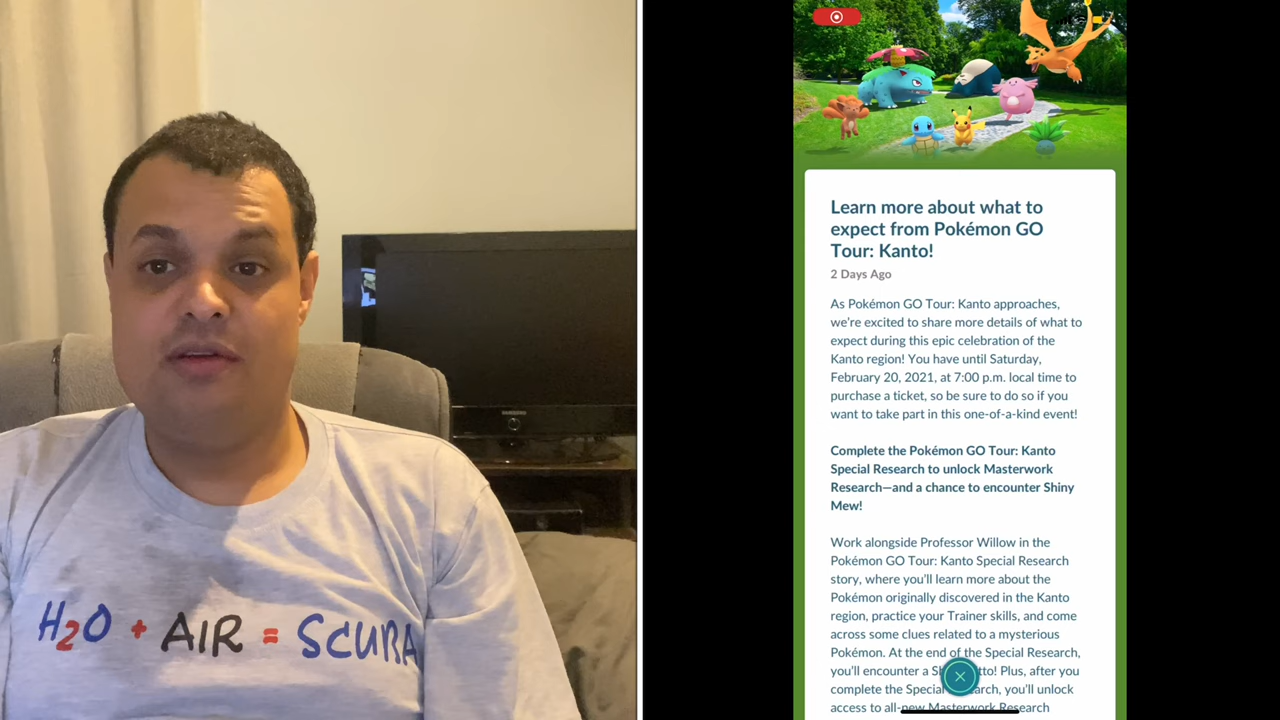 H2O + AIR = SCUBA
SAMSUNG
Learn more about what to
expect from Pokémon GO
Tour: Kanto!
2 Days Ago
As Pokémon GO Tour: Kanto approaches,
we're excited to share more details of what to
expect during this epic celebration of the
Kanto region! You have until Saturday,
February 20, 2021, at 7:00 p.m. local time to
purchase a ticket, so be sure to do so if you
want to take part in this one-of-a-kind event!
Complete the Pokémon GO Tour: Kanto
Special Research to unlock Masterwork
Research—and a chance to encounter Shiny
Mew!
Work alongside Professor Willow in the
Pokémon GO Tour: Kanto Special Research
story, where you'll learn more about the
Pokémon originally discovered in the Kanto
region, practice your Trainer skills, and come
across some clues related to a mysterious
Pokémon. At the end of the Special Research,
you'll encounter a Plus, after you
complete the Special you'll unlock
access to all-new Masterwork Research